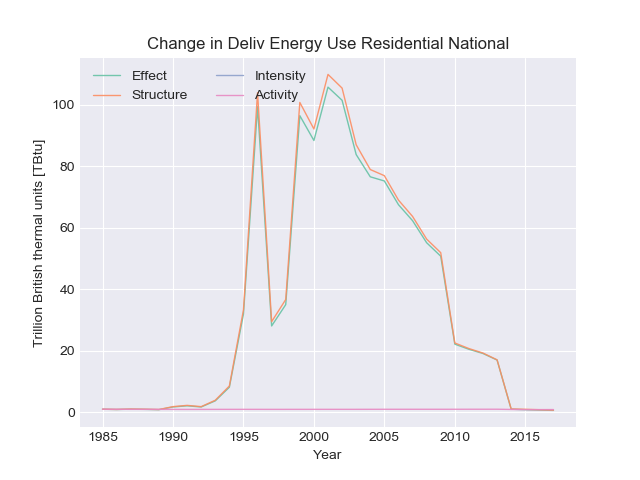 Change in Deliv Energy Use Residential National
Effect
Structure
Intensity
Activity
Trillion British thermal units [TBtu]
100
80
60
40
20
0
1985 1990 1995 2000 2005 2010 2015
Year